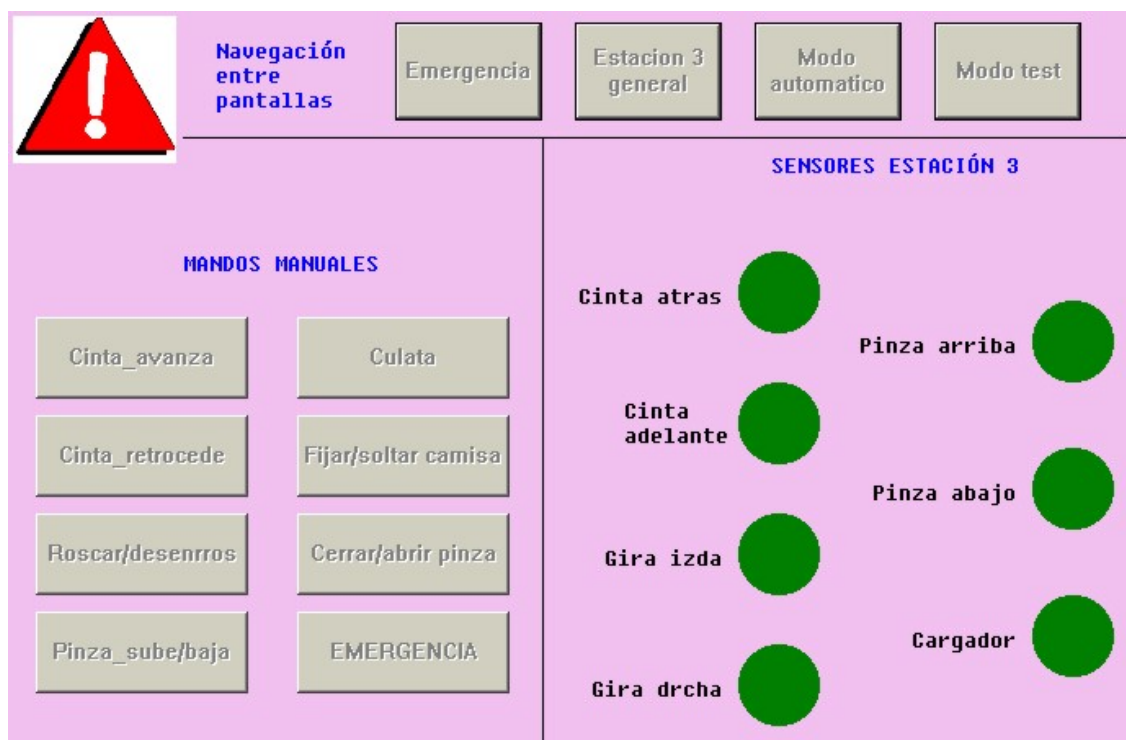 Navegación
entre
pantallas
Emergencia
Estacion 3
general
Modo
automatico
Modo test
MANDOS MANUALES
Cinta_avanza
Culata
Cinta_retrocede
Fijar/soltar camisa
Roscar/desenrros
Cerrar/abrir pinza
Pinza_sube/baja
EMERGENCIA
SENSORES ESTACIÓN 3
Cinta atras
Pinza arriba
Cinta
adelante
Pinza abajo
Gira izda
Cargador
Gira drcha